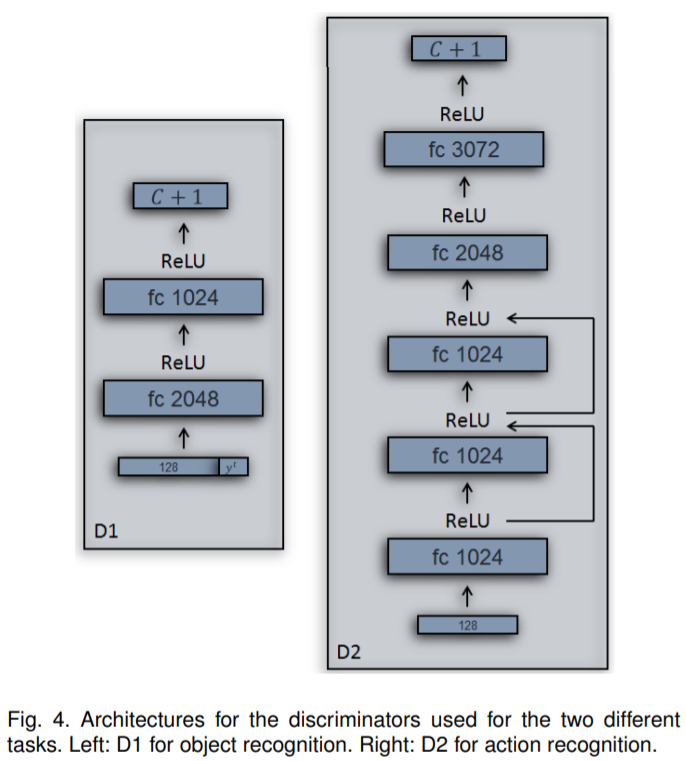 C + 1
ReLU
fc 1024
ReLU
fc 2048
128 yᵗ
D1
C + 1
ReLU
fc 3072
ReLU
fc 2048
ReLU
fc 1024
ReLU
fc 1024
ReLU
fc 1024
128
D2
Fig. 4. Architectures for the discriminators used for the two different
tasks. Left: D1 for object recognition. Right: D2 for action recognition.